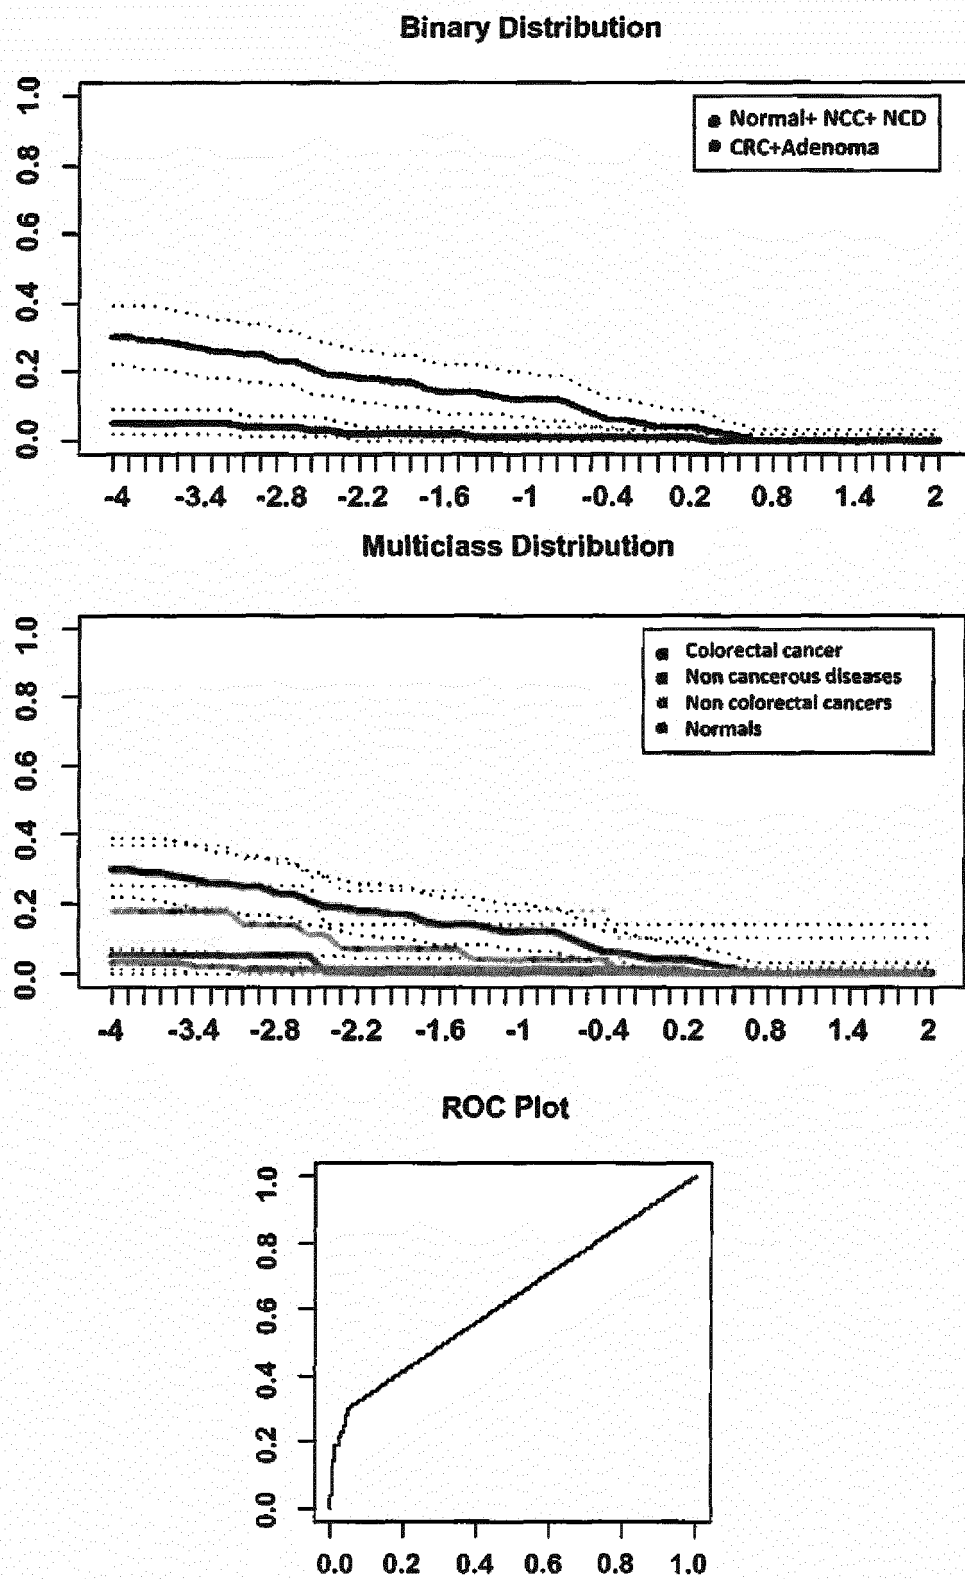 Binary Distribution
1.0
0.8
0.6
0.4
0.2
0.0
Normal+ NCC+ NCD
CRC+Adenoma
-4 -3.4 -2.8 -2.2 -1.6 -1 -0.4 0.2 0.8 1.4 2
Multiclass Distribution
1.0
0.8
0.6
0.4
0.2
0.0
Colorectal cancer
Non cancerous diseases
Non colorectal cancers
Normals
-4 -3.4 -2.8 -2.2 -1.6 -1 -0.4 0.2 0.8 1.4 2
ROC Plot
1.0
0.8
0.6
0.4
0.2
0.0
0.0 0.2 0.4 0.6 0.8 1.0